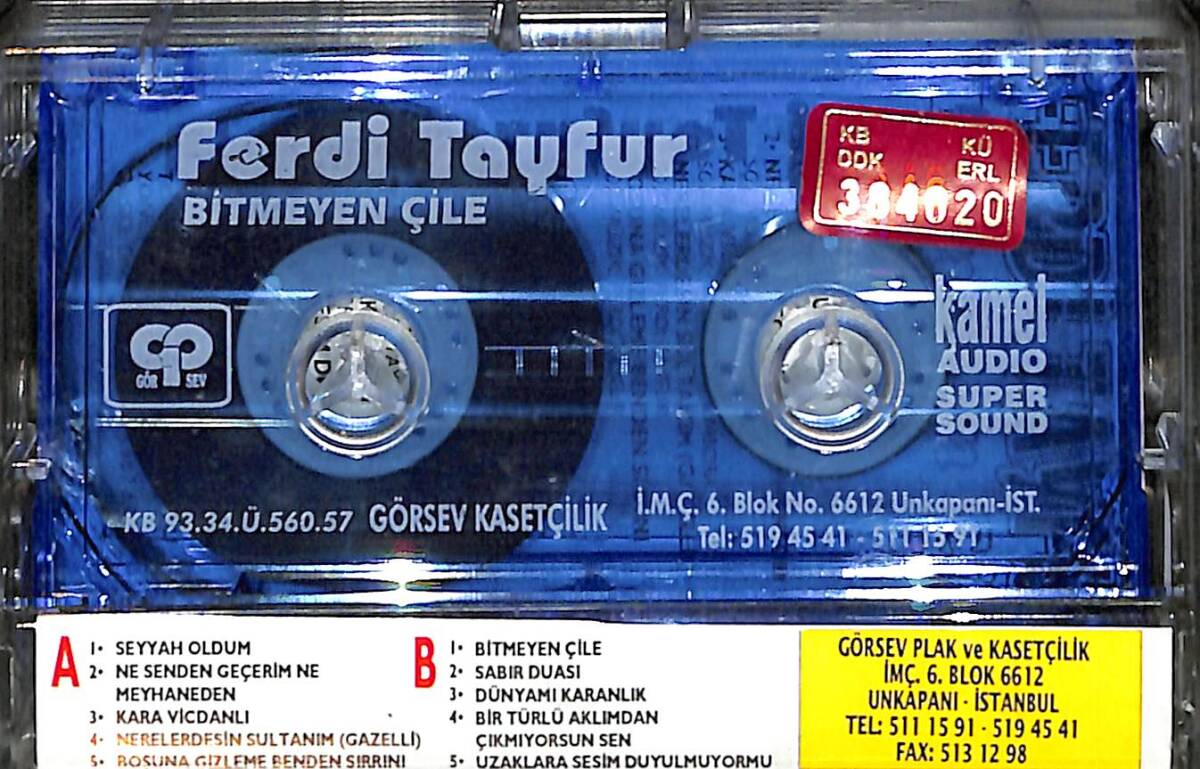 Ferdi Tayfur
BİTMEYEN ÇİLE
KB
DDK
KÜ
ERL
GÖR SEV
kamel
AUDIO
SUPER
SOUND
KB 93.34.Ü.560.57 GÖRSEV KASETÇİLİK
İ.M.Ç. 6. Blok No. 6612 Unkapanı-İST.
Tel: 519 45 41 - 511 15 91
A
1• SEYYAH OLDUM
2• NE SENDEN GEÇERİM NE
MEYHANEDEN
3• KARA VİCDANLI
4• NERELERDESİN SULTANIM (GAZELLİ)
5• BOŞUNA GİZLEME BENDEN SIRRINI
B
1• BİTMEYEN ÇİLE
2• SABIR DUASI
3• DÜNYAMI KARANLIK
4• BİR TÜRLÜ AKLIMDAN
ÇIKMIYORSUN SEN
5• UZAKLARA SESİM DUYULMUYORMU
GÖRSEV PLAK ve KASETÇİLİK
İMÇ. 6. BLOK 6612
UNKAPANI - İSTANBUL
TEL: 511 15 91 - 519 45 41
FAX: 513 12 98